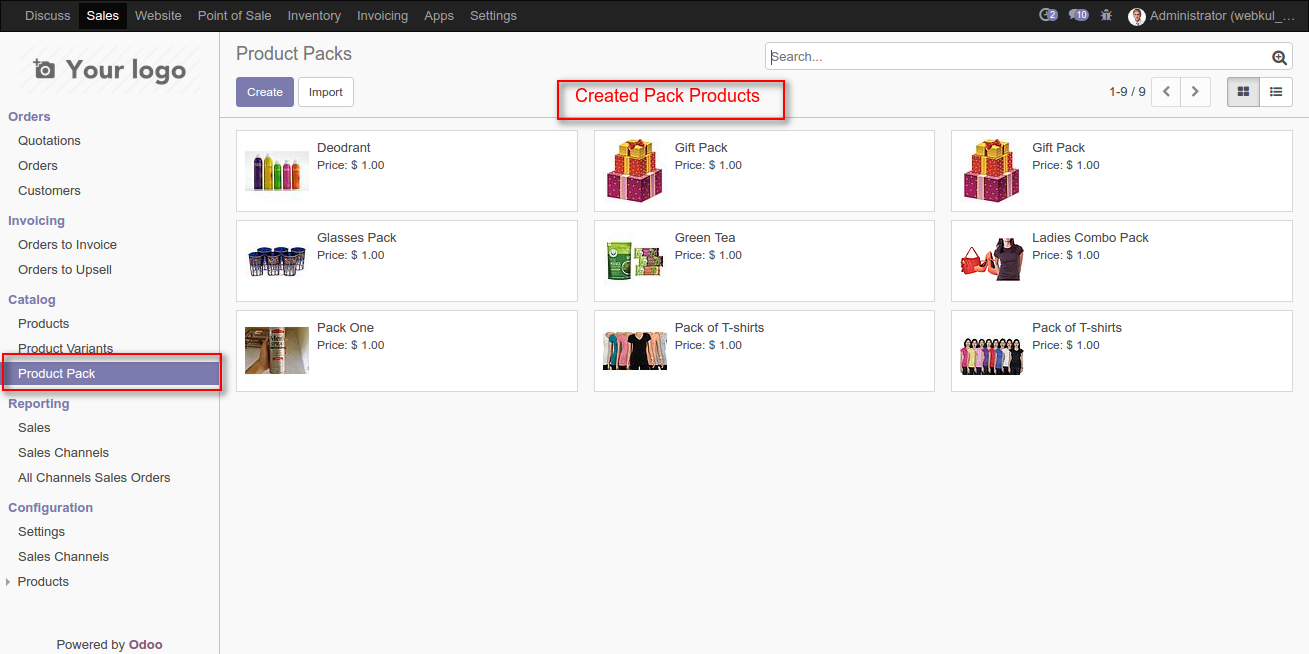 Discuss Sales Website Point of Sale Inventory Invoicing Apps Settings 2 10 Administrator (webkul_...
Your logo
Orders
Quotations
Orders
Customers
Invoicing
Orders to Invoice
Orders to Upsell
Catalog
Products
Product Variants
Product Pack
Reporting
Sales
Sales Channels
All Channels Sales Orders
Configuration
Settings
Sales Channels
Products
Powered by Odoo
Product Packs
Search...
Create Import
Created Pack Products
1-9 / 9
Deodrant
Price: $ 1.00
Gift Pack
Price: $ 1.00
Gift Pack
Price: $ 1.00
Glasses Pack
Price: $ 1.00
Green Tea
Price: $ 1.00
Ladies Combo Pack
Price: $ 1.00
Pack One
Price: $ 1.00
Pack of T-shirts
Price: $ 1.00
Pack of T-shirts
Price: $ 1.00